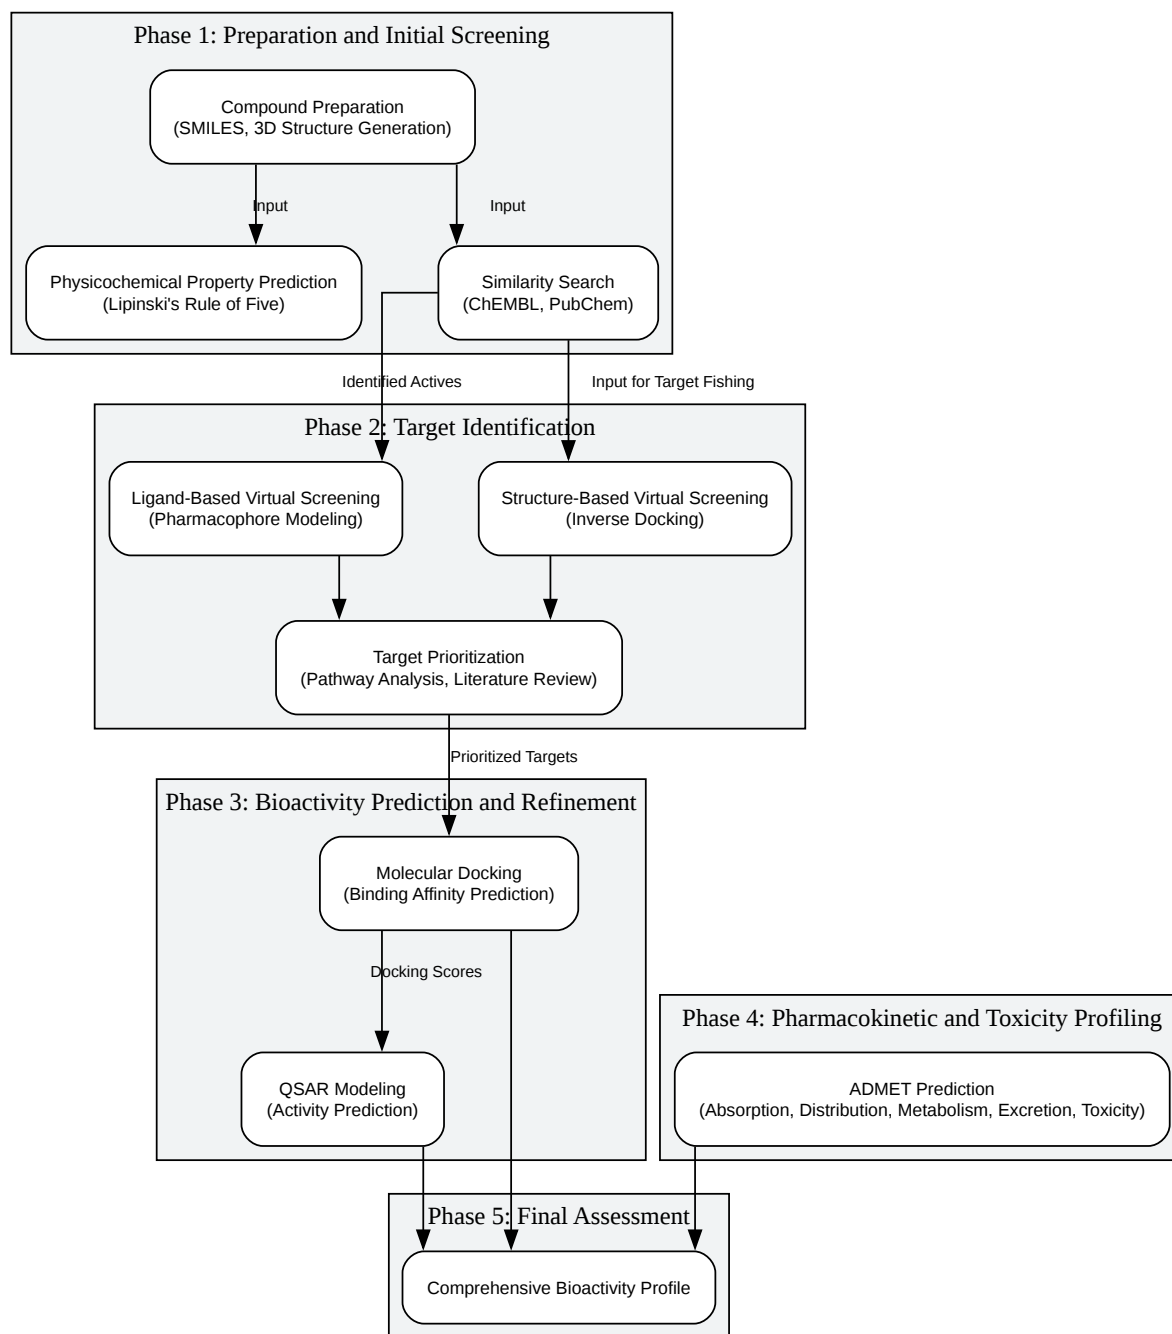 Phase 1: Preparation and Initial Screening
Compound Preparation
(SMILES, 3D Structure Generation)
Input
Input
Physicochemical Property Prediction
(Lipinski's Rule of Five)
Similarity Search
(ChEMBL, PubChem)
Identified Actives
Input for Target Fishing
Phase 2: Target Identification
Ligand-Based Virtual Screening
(Pharmacophore Modeling)
Structure-Based Virtual Screening
(Inverse Docking)
Target Prioritization
(Pathway Analysis, Literature Review)
Prioritized Targets
Phase 3: Bioactivity Prediction and Refinement
Molecular Docking
(Binding Affinity Prediction)
Docking Scores
Phase 4: Pharmacokinetic and Toxicity Profiling
QSAR Modeling
(Activity Prediction)
ADMET Prediction
(Absorption, Distribution, Metabolism, Excretion, Toxicity)
Phase 5: Final Assessment
Comprehensive Bioactivity Profile